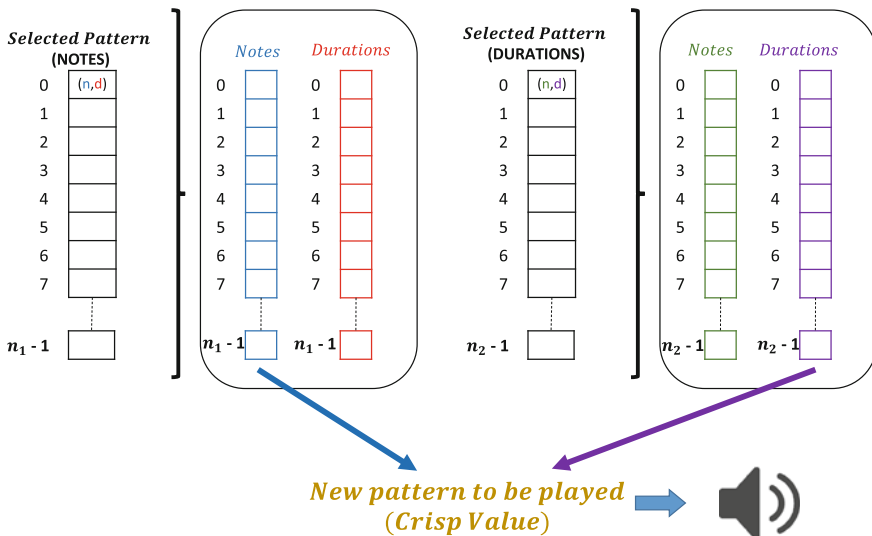 Selected Pattern
(NOTES)
0 (n,d)
1
2
3
4
5
6
7
n₁ - 1
Notes Durations
0 0
1 1
2 2
3 3
4 4
5 5
6 6
7 7
n₁ - 1 n₁ - 1
Selected Pattern
(DURATIONS)
0 (n,d)
1
2
3
4
5
6
7
n₂ - 1
Notes Durations
0 0
1 1
2 2
3 3
4 4
5 5
6 6
7 7
n₂ - 1 n₂ - 1
New pattern to be played
(Crisp Value)